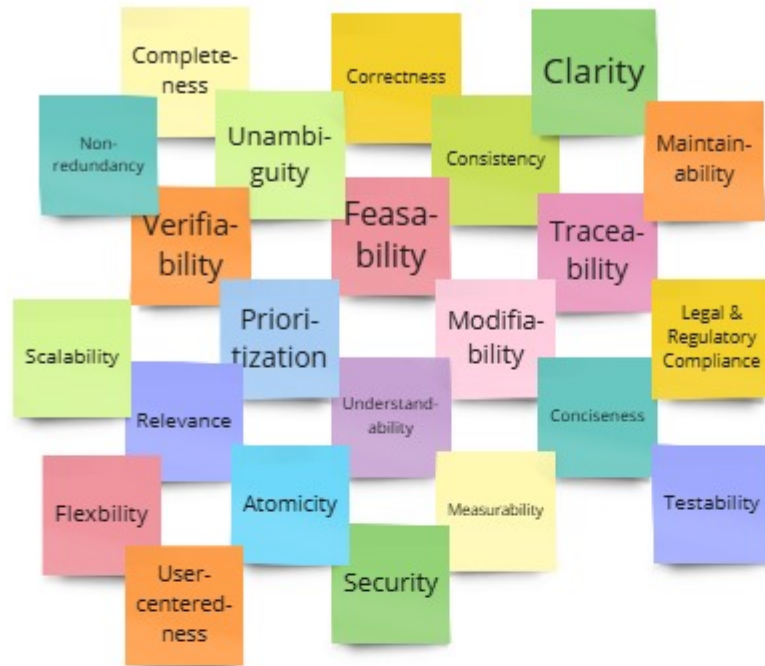 Complete-
ness
Correctness
Clarity
Non-
redundancy
Unambi-
guity
Consistency
Maintain-
ability
Verifia-
bility
Feasa-
bility
Tracea-
bility
Scalability
Priori-
tization
Modifia-
bility
Legal &
Regulatory
Compliance
Relevance
Understand-
ability
Conciseness
Flexbility
Atomicity
Measurability
Testability
User-
centered-
ness
Security